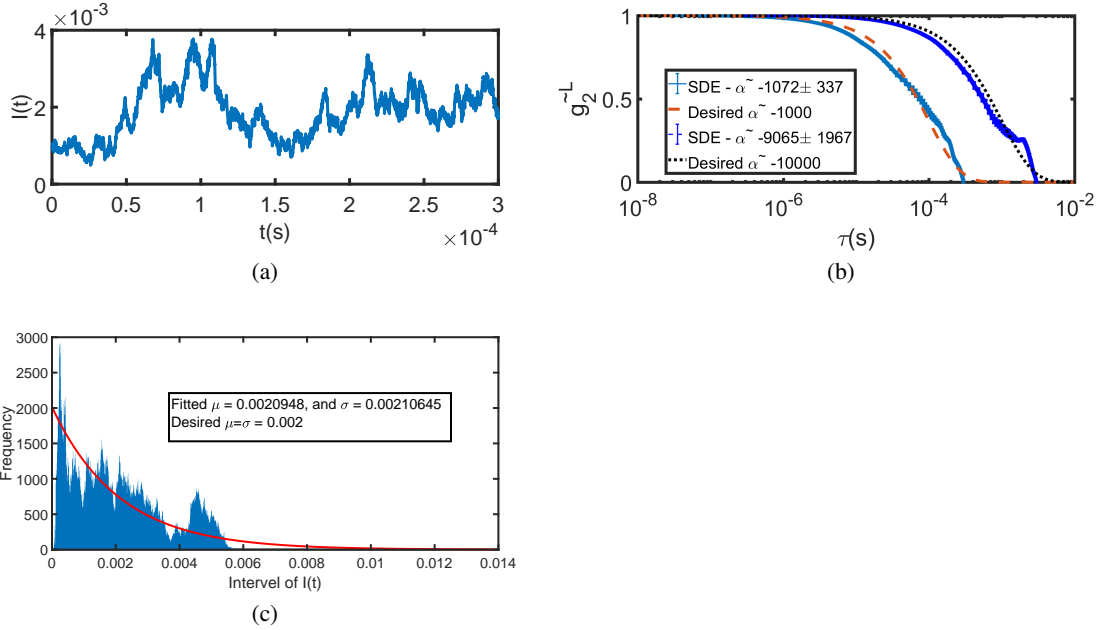 ×10⁻³
4
2
0
I(t)
0 0.5 1 1.5 2 2.5 3
t(s)
×10⁻⁴
(a)
1
0.5
0
g₂~L
SDE - α~ -1072± 337
Desired α~ -1000
SDE - α~ -9065± 1967
Desired α~ -10000
10⁻⁸ 10⁻⁶ 10⁻⁴ 10⁻²
τ(s)
(b)
3000
2500
2000
1500
1000
500
0
Frequency
Fitted μ = 0.0020948, and σ = 0.00210645
Desired μ=σ = 0.002
0 0.002 0.004 0.006 0.008 0.01 0.012 0.014
Intervel of I(t)
(c)